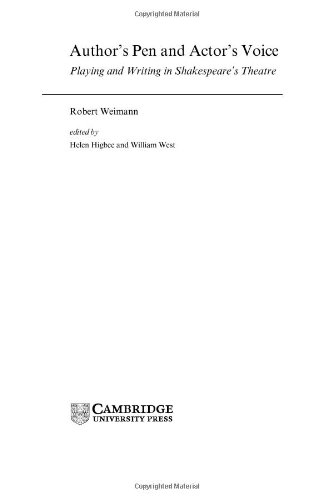 Copyrighted Material
Author's Pen and Actor's Voice
Playing and Writing in Shakespeare's Theatre
Robert Weimann
edited by
Helen Higbee and William West
CAMBRIDGE
UNIVERSITY PRESS
Copyrighted Material